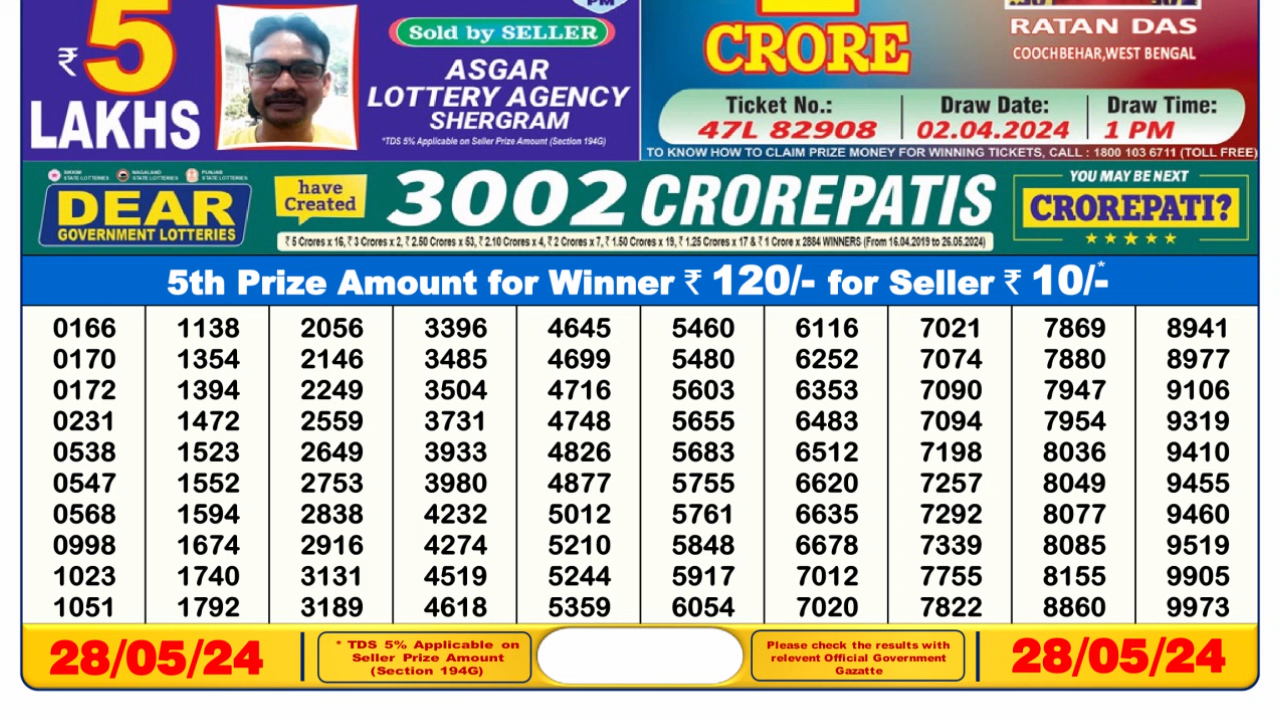 PM
₹ 5
LAKHS
Sold by SELLER
ASGAR
LOTTERY AGENCY
SHERGRAM
*TDS 5% Applicable on Seller Prize Amount (Section 194G)
CRORE
RATAN DAS
COOCHBEHAR,WEST BENGAL
Ticket No.: Draw Date: Draw Time:
47L 82908 02.04.2024 1 PM
TO KNOW HOW TO CLAIM PRIZE MONEY FOR WINNING TICKETS, CALL : 1800 103 6711 (TOLL FREE)
SIKKIM STATE LOTTERIES NAGALAND STATE LOTTERIES PUNJAB STATE LOTTERIES
DEAR
GOVERNMENT LOTTERIES
have
Created
3002 CROREPATIS
₹ 5 Crores x 16, ₹ 3 Crores x 2, ₹ 2.50 Crores x 53, ₹ 2.10 Crores x 4, ₹ 2 Crores x 7, ₹ 1.50 Crores x 19, ₹ 1.25 Crores x 17 & ₹ 1 Crore x 2884 WINNERS (From 16.04.2019 to 26.05.2024)
YOU MAY BE NEXT
CROREPATI?
5th Prize Amount for Winner ₹ 120/- for Seller ₹ 10/-*
0166 1138 2056 3396 4645 5460 6116 7021 7869 8941
0170 1354 2146 3485 4699 5480 6252 7074 7880 8977
0172 1394 2249 3504 4716 5603 6353 7090 7947 9106
0231 1472 2559 3731 4748 5655 6483 7094 7954 9319
0538 1523 2649 3933 4826 5683 6512 7198 8036 9410
0547 1552 2753 3980 4877 5755 6620 7257 8049 9455
0568 1594 2838 4232 5012 5761 6635 7292 8077 9460
0998 1674 2916 4274 5210 5848 6678 7339 8085 9519
1023 1740 3131 4519 5244 5917 7012 7755 8155 9905
1051 1792 3189 4618 5359 6054 7020 7822 8860 9973
28/05/24
* TDS 5% Applicable on
Seller Prize Amount
(Section 194G)
Please check the results with
relevent Official Government
Gazatte
28/05/24